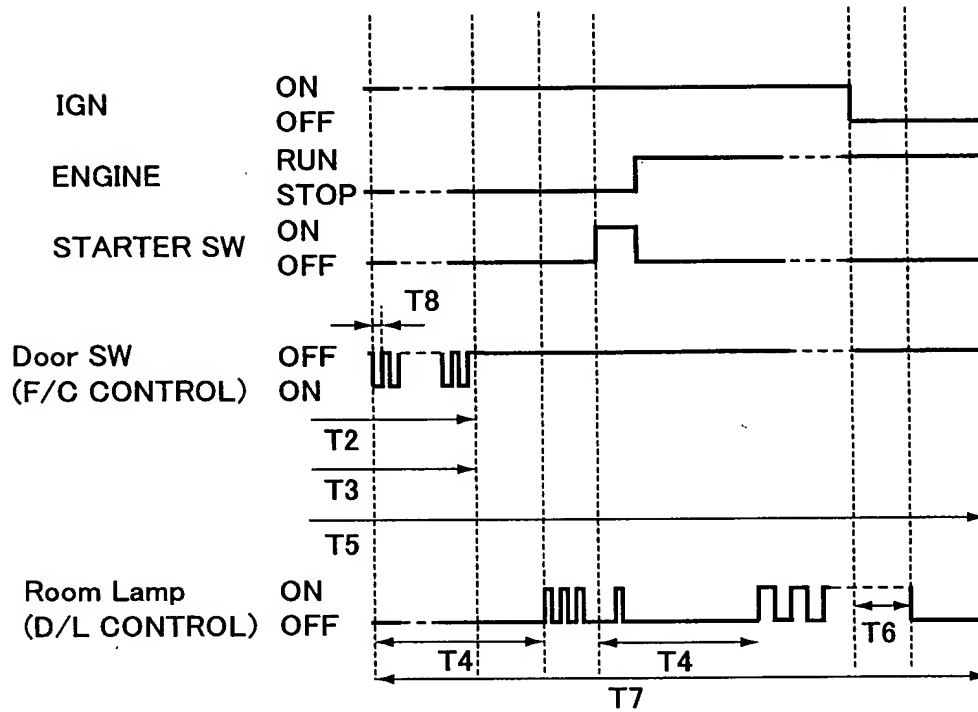 IGN ON
OFF
ENGINE RUN
STOP
STARTER SW ON
OFF
T8
Door SW OFF
(F/C CONTROL) ON
T2
T3
T5
Room Lamp ON
(D/L CONTROL) OFF
T4 T4 T6
T7